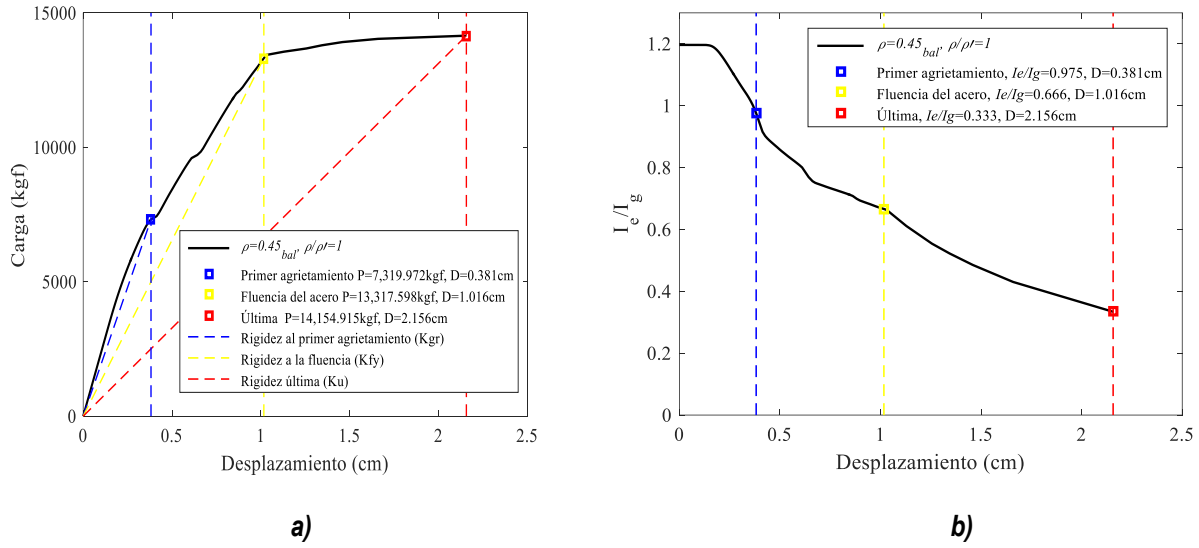 15000
10000
5000
0
0
0.5
1
1.5
2
2.5
Carga (kgf)
Desplazamiento (cm)
ρ=0.45bal, ρ/ρ′=1
Primer agrietamiento P=7,319.972kgf, D=0.381cm
Fluencia del acero P=13,317.598kgf, D=1.016cm
Última P=14,154.915kgf, D=2.156cm
Rigidez al primer agrietamiento (Kgr)
Rigidez a la fluencia (Kfy)
Rigidez última (Ku)
a)
1.2
1
0.8
0.6
0.4
0.2
0
0
0.5
1
1.5
2
2.5
Ie/Ig
Desplazamiento (cm)
ρ=0.45bal, ρ/ρ′=1
Primer agrietamiento, Ie/Ig=0.975, D=0.381cm
Fluencia del acero, Ie/Ig=0.666, D=1.016cm
Última, Ie/Ig=0.333, D=2.156cm
b)